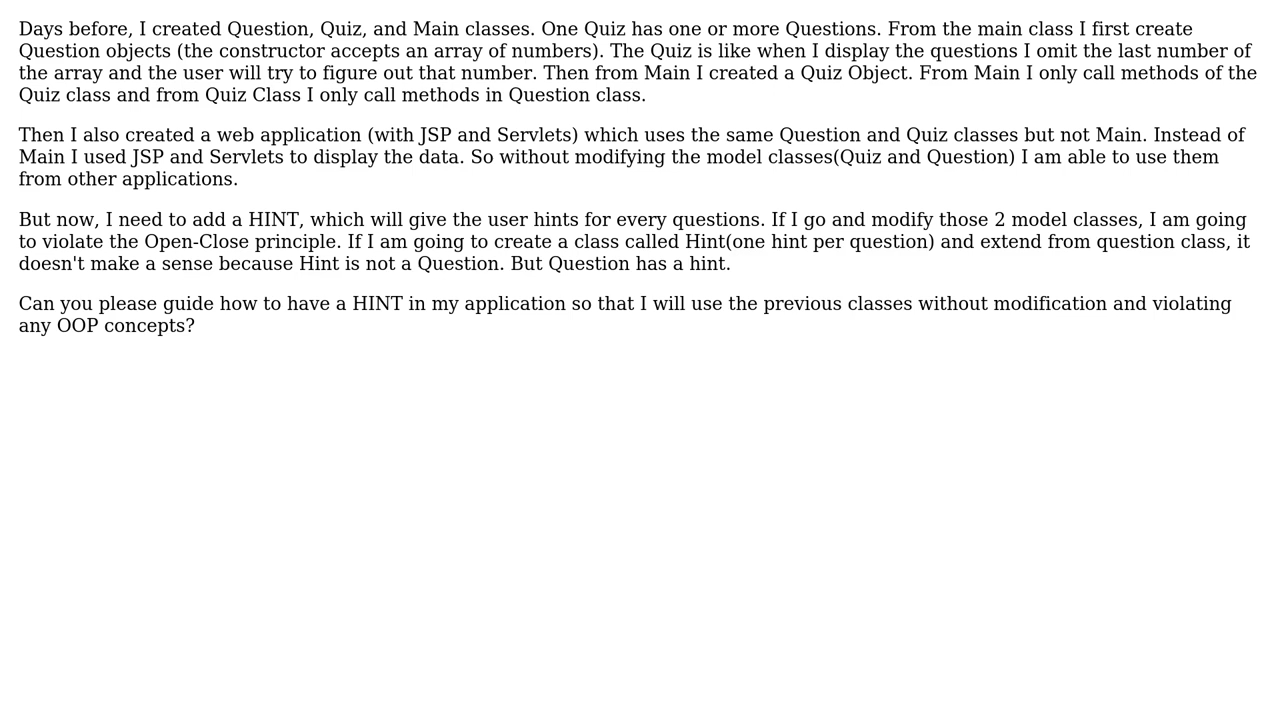 Days before, I created Question, Quiz, and Main classes. One Quiz has one or more Questions. From the main class I first create
Question objects (the constructor accepts an array of numbers). The Quiz is like when I display the questions I omit the last number of
the array and the user will try to figure out that number. Then from Main I created a Quiz Object. From Main I only call methods of the
Quiz class and from Quiz Class I only call methods in Question class.
Then I also created a web application (with JSP and Servlets) which uses the same Question and Quiz classes but not Main. Instead of
Main I used JSP and Servlets to display the data. So without modifying the model classes(Quiz and Question) I am able to use them
from other applications.
But now, I need to add a HINT, which will give the user hints for every questions. If I go and modify those 2 model classes, I am going
to violate the Open-Close principle. If I am going to create a class called Hint(one hint per question) and extend from question class, it
doesn't make a sense because Hint is not a Question. But Question has a hint.
Can you please guide how to have a HINT in my application so that I will use the previous classes without modification and violating
any OOP concepts?